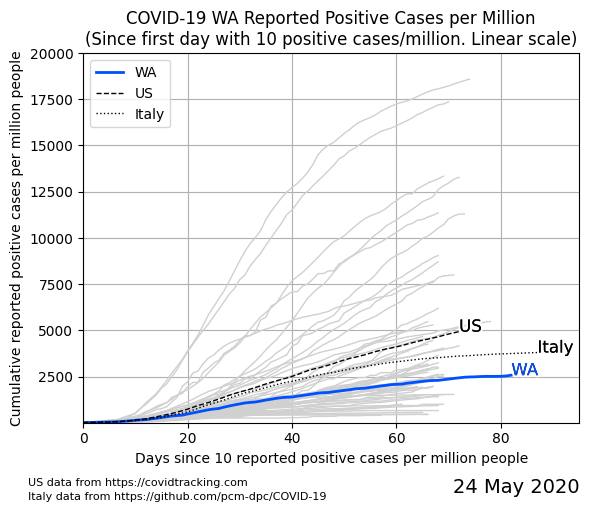 COVID-19 WA Reported Positive Cases per Million
(Since first day with 10 positive cases/million. Linear scale)
Cumulative reported positive cases per million people
20000
17500
15000
12500
10000
7500
5000
2500
WA
US
Italy
US
Italy
WA
0 20 40 60 80
Days since 10 reported positive cases per million people
US data from https://covidtracking.com
Italy data from https://github.com/pcm-dpc/COVID-19
24 May 2020